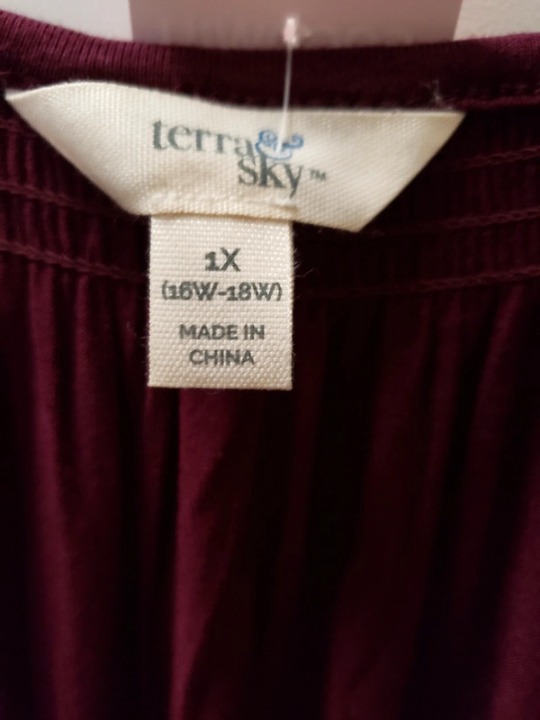 terra &
sky™
1X
(16W-18W)
MADE IN
CHINA